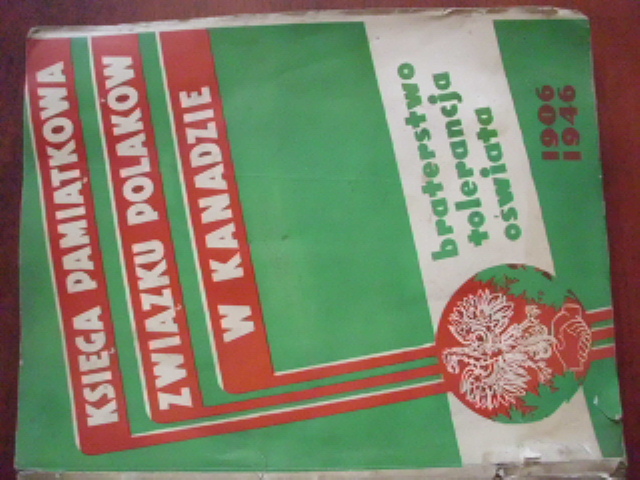 KSIĘGA PAMIĄTKOWA
ZWIĄZKU POLAKÓW
W KANADZIE
braterstwo
tolerancja
oświata
1906
1946